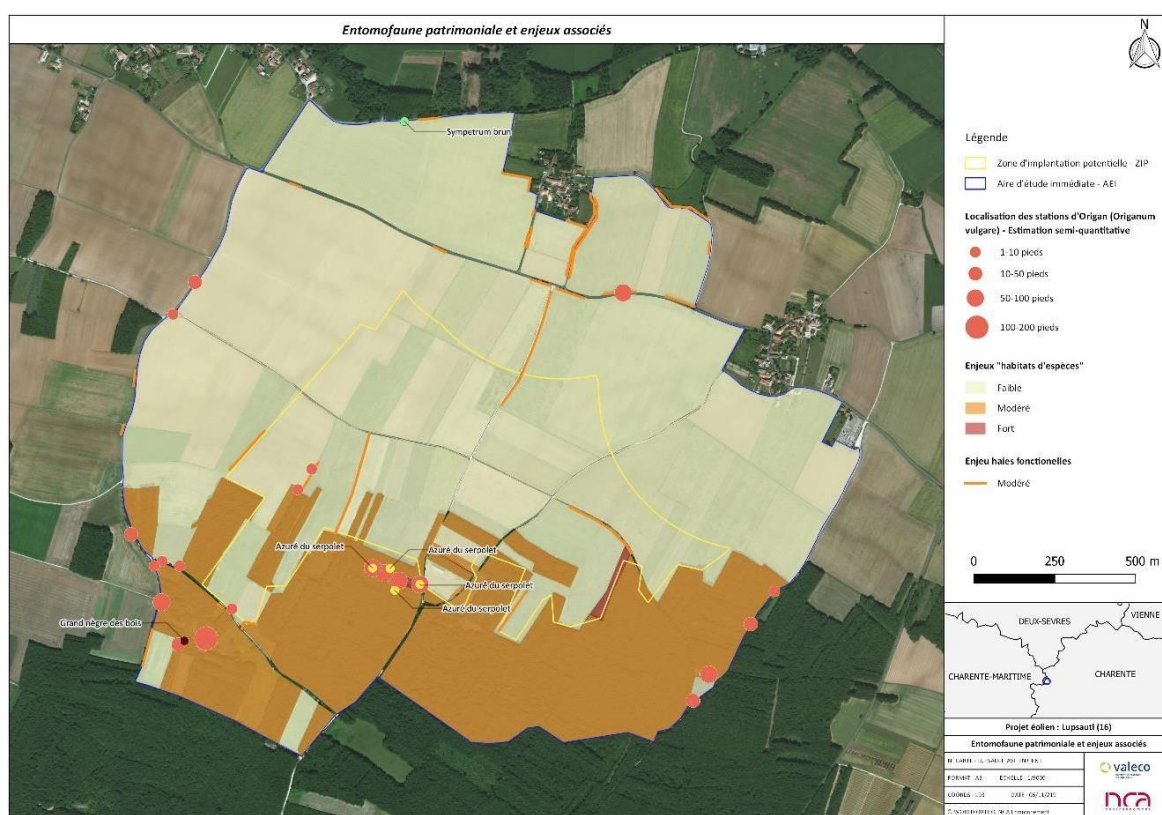 Entomofaune patrimoniale et enjeux associés
N
Sympetrum brun
Azuré du serpolet
Azuré du serpolet
Azuré du serpolet
Azuré du serpolet
Grand nègre des bois
Légende
Zone d'implantation potentielle - ZIP
Aire d'étude immédiate - AEI
Localisation des stations d'Origan (Origanum
vulgare) - Estimation semi-quantitative
1-10 pieds
10-50 pieds
50-100 pieds
100-200 pieds
Enjeux "habitats d'espèces"
Faible
Modéré
Fort
Enjeu haies fonctionelles
Modéré
0 250 500 m
DEUX-SEVRES
VIENNE
CHARENTE-MARITIME
CHARENTE
Projet éolien : Lupsault (16)
Entomofaune patrimoniale et enjeux associés
FORMAT : A3
valeco
nca